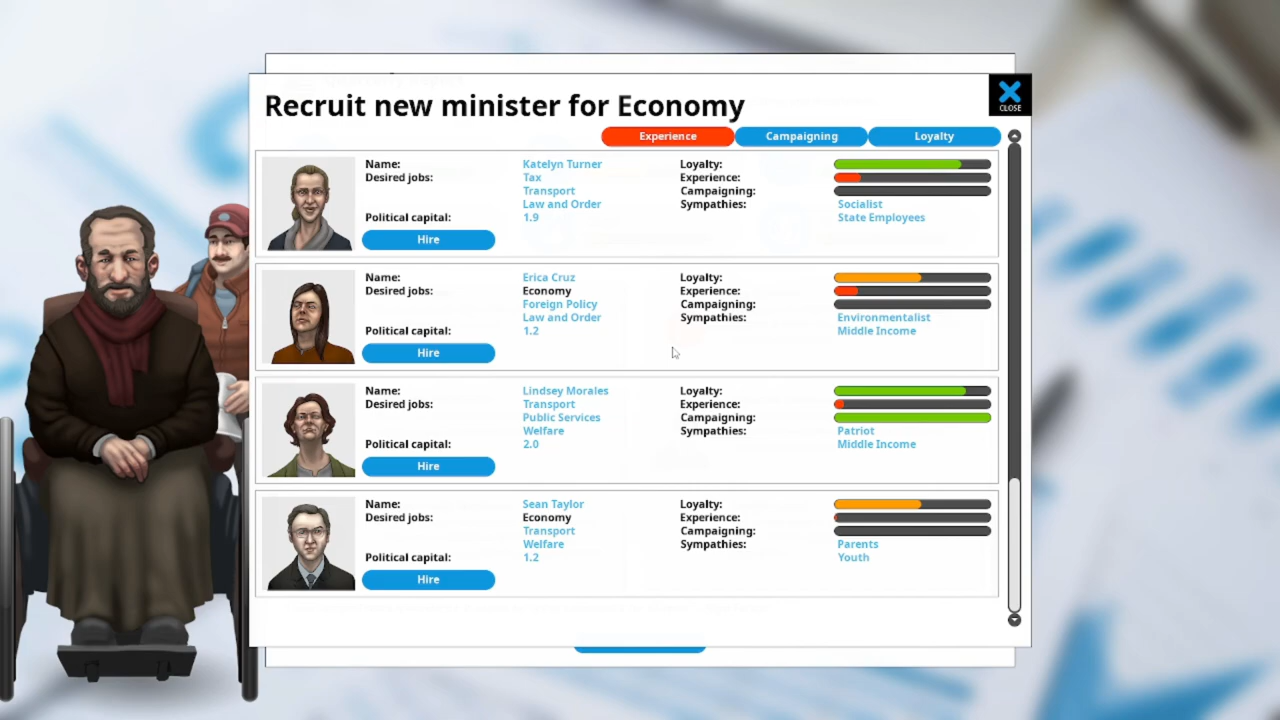 Recruit new minister for Economy
CLOSE
Experience Campaigning Loyalty
Name: Katelyn Turner Loyalty:
Desired jobs: Tax Experience:
Transport Campaigning:
Law and Order Sympathies: Socialist
Political capital: 1.9 State Employees
Hire
Name: Erica Cruz Loyalty:
Desired jobs: Economy Experience:
Foreign Policy Campaigning:
Law and Order Sympathies: Environmentalist
Political capital: 1.2 Middle Income
Hire
Name: Lindsey Morales Loyalty:
Desired jobs: Transport Experience:
Public Services Campaigning:
Welfare Sympathies: Patriot
Political capital: 2.0 Middle Income
Hire
Name: Sean Taylor Loyalty:
Desired jobs: Economy Experience:
Transport Campaigning:
Welfare Sympathies: Parents
Political capital: 1.2 Youth
Hire